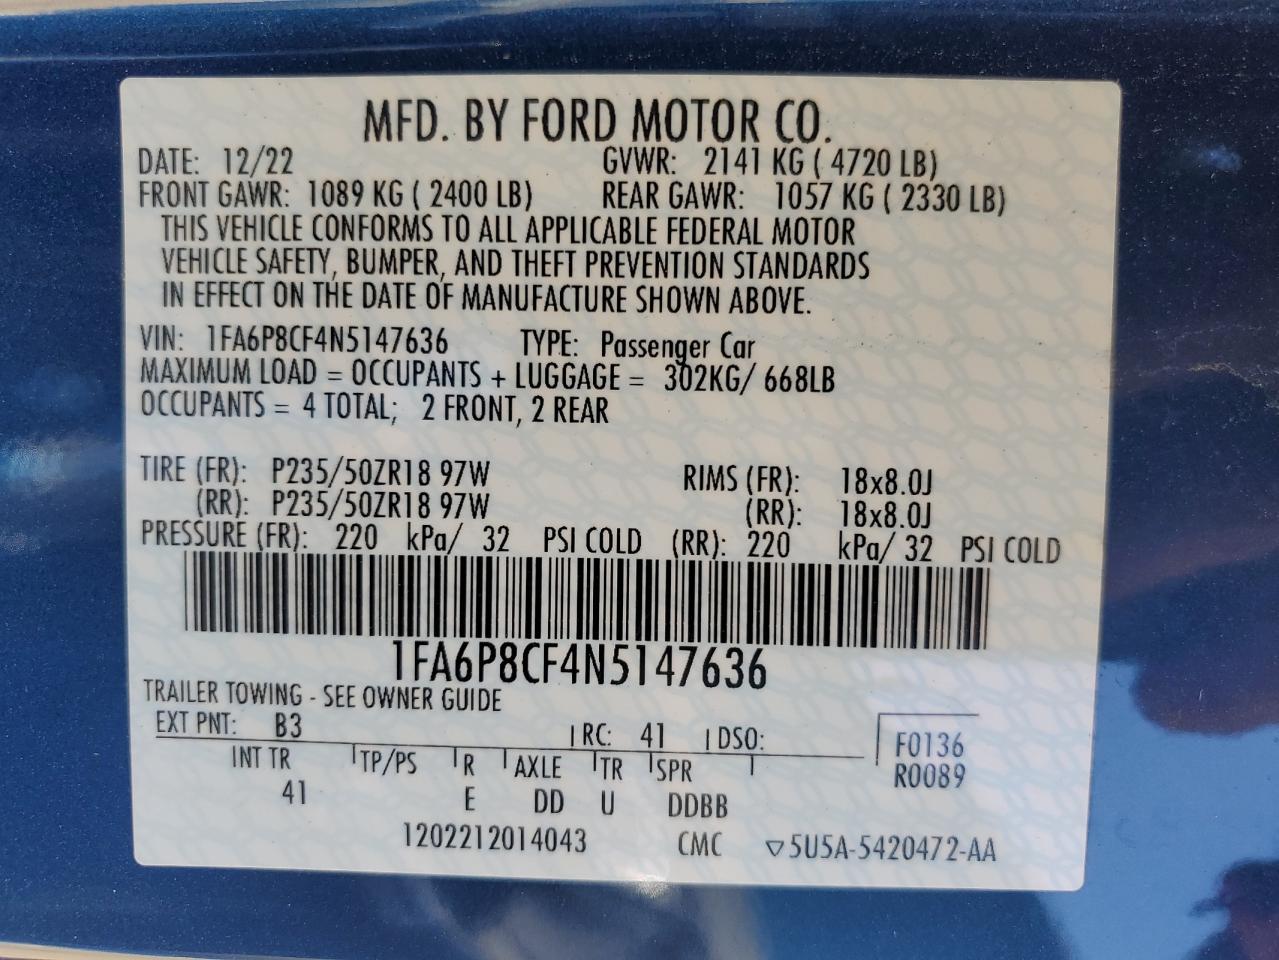 MFD. BY FORD MOTOR CO.
DATE: 12/22 GVWR: 2141 KG ( 4720 LB)
FRONT GAWR: 1089 KG ( 2400 LB) REAR GAWR: 1057 KG ( 2330 LB)
THIS VEHICLE CONFORMS TO ALL APPLICABLE FEDERAL MOTOR
VEHICLE SAFETY, BUMPER, AND THEFT PREVENTION STANDARDS
IN EFFECT ON THE DATE OF MANUFACTURE SHOWN ABOVE.
VIN: 1FA6P8CF4N5147636 TYPE: Passenger Car
MAXIMUM LOAD = OCCUPANTS + LUGGAGE = 302KG/ 668LB
OCCUPANTS = 4 TOTAL; 2 FRONT, 2 REAR
TIRE (FR): P235/50ZR18 97W RIMS (FR): 18x8.0J
(RR): P235/50ZR18 97W (RR): 18x8.0J
PRESSURE (FR): 220 kPa/ 32 PSI COLD (RR): 220 kPa/ 32 PSI COLD
1FA6P8CF4N5147636
TRAILER TOWING - SEE OWNER GUIDE
EXT PNT: B3 RC: 41 DSO: F0136
INT TR TP/PS R AXLE TR SPR R0089
41 E DD U DDBB
1202212014043 CMC ▽5U5A-5420472-AA